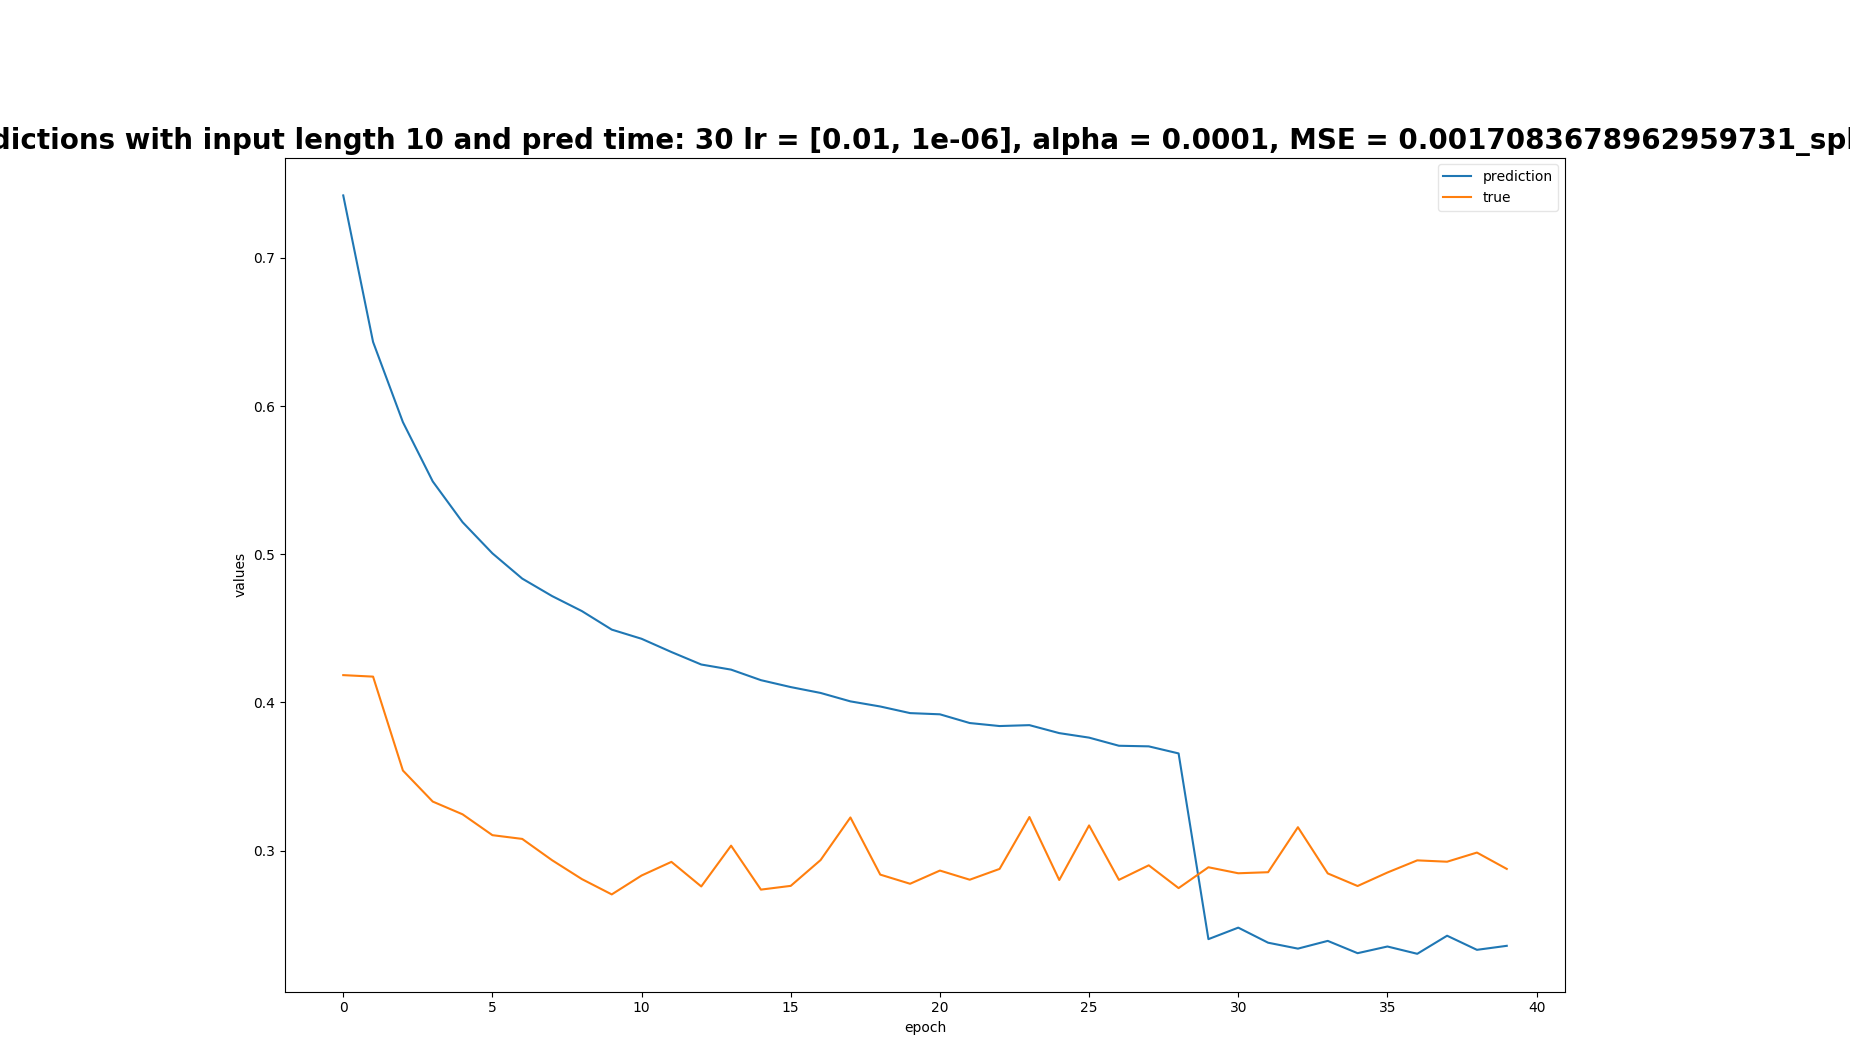 dictions with input length 10 and pred time: 30 lr = [0.01, 1e-06], alpha = 0.0001, MSE = 0.0017083678962959731_spl
prediction
true
0.7
0.6
0.5
0.4
0.3
values
0 5 10 15 20 25 30 35 40
epoch